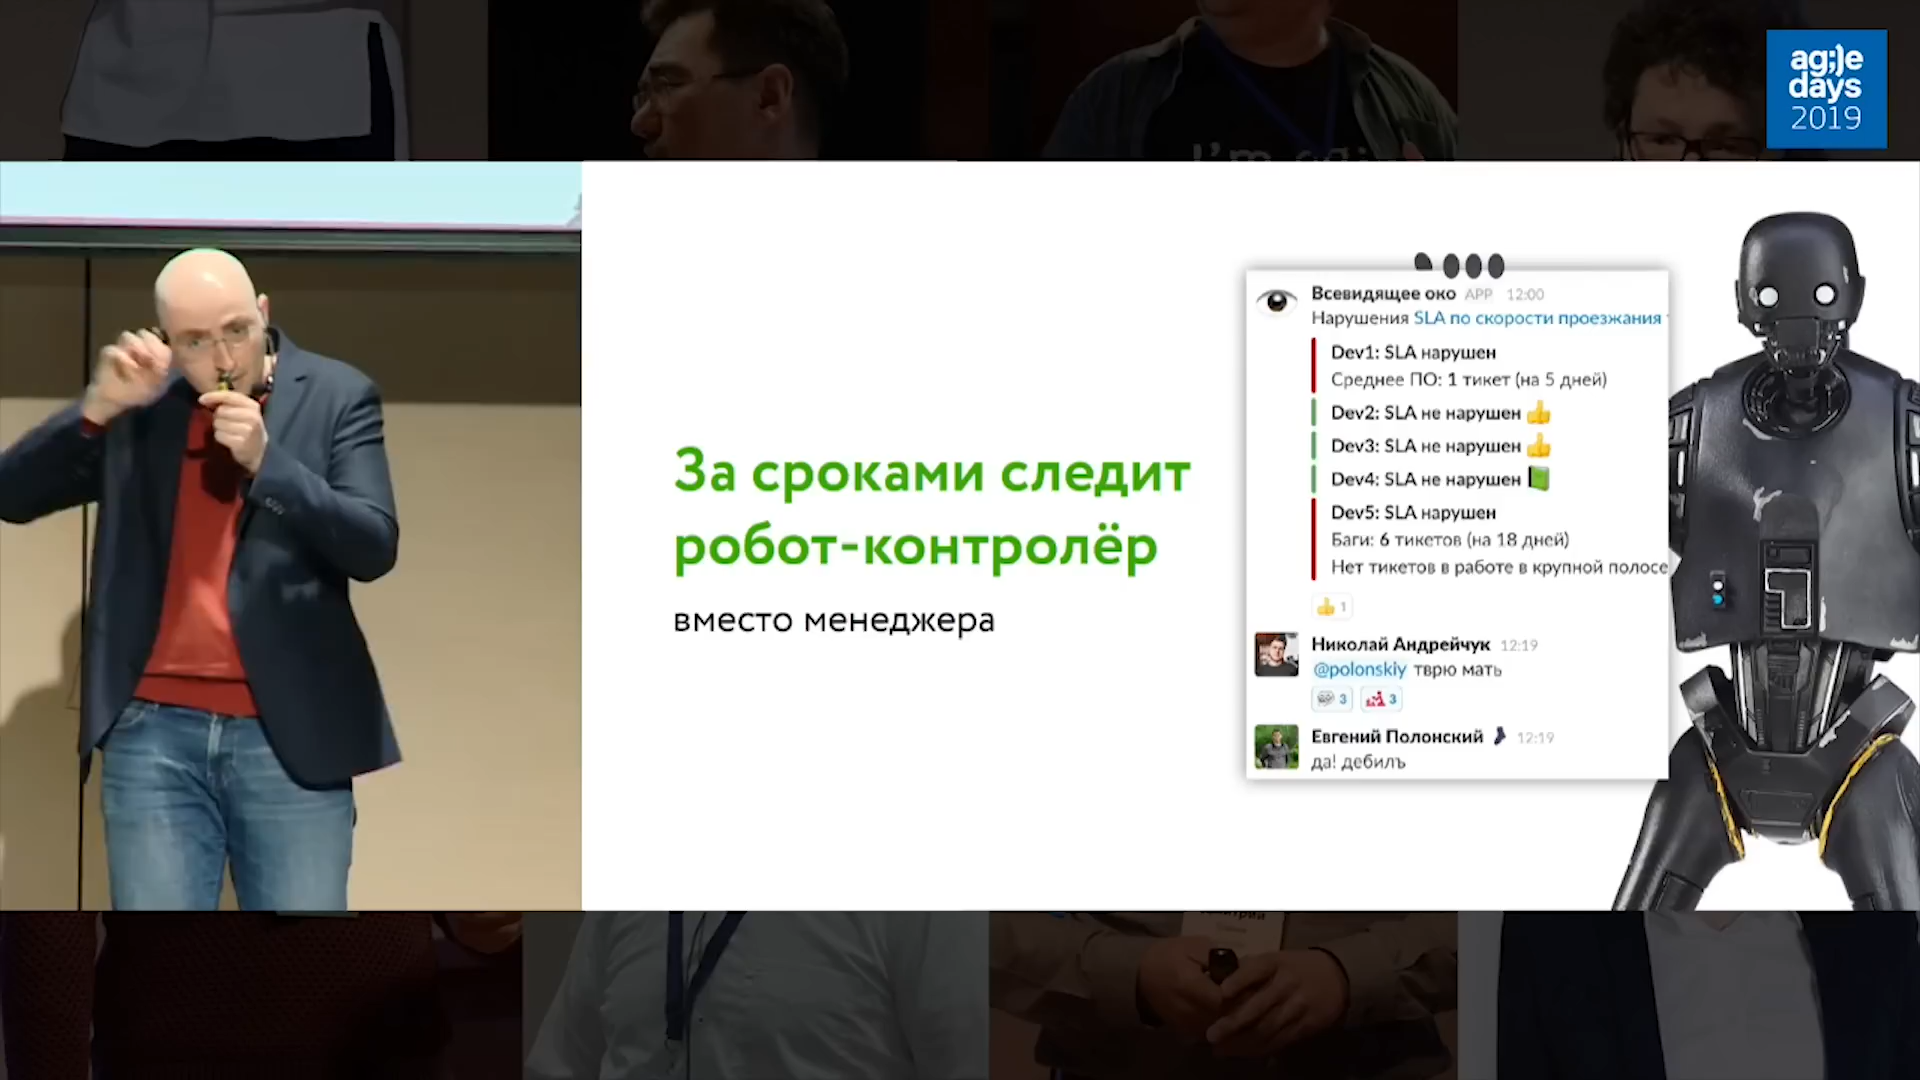 ag;)e
days
2019
За сроками следит
робот-контролёр
вместо менеджера
Всевидящее око APP 12:00
Нарушения SLA по скорости проезжания
Dev1: SLA нарушен
Среднее ПО: 1 тикет (на 5 дней)
Dev2: SLA не нарушен 👍
Dev3: SLA не нарушен 👍
Dev4: SLA не нарушен 📗
Dev5: SLA нарушен
Баги: 6 тикетов (на 18 дней)
Нет тикетов в работе в крупной полосе
👍 1
Николай Андрейчук 12:19
@polonskiy тврю мать
3 3
Евгений Полонский 12:19
да! дебилъ